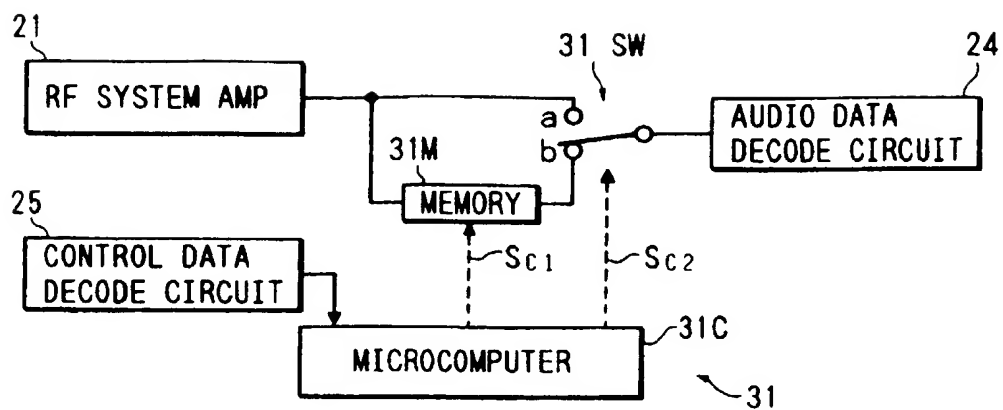 21
RF SYSTEM AMP
31 SW
24
a
b
AUDIO DATA
DECODE CIRCUIT
31M
MEMORY
25
CONTROL DATA
DECODE CIRCUIT
SC1
SC2
31C
MICROCOMPUTER
31